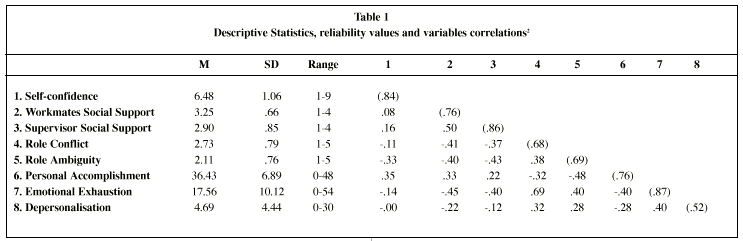 Table 1
Descriptive Statistics, reliability values and variables correlations±
M SD Range 1 2 3 4 5 6 7 8
1. Self-confidence 6.48 1.06 1-9 (.84)
2. Workmates Social Support 3.25 .66 1-4 .08 (.76)
3. Supervisor Social Support 2.90 .85 1-4 .16 .50 (.86)
4. Role Conflict 2.73 .79 1-5 -.11 -.41 -.37 (.68)
5. Role Ambiguity 2.11 .76 1-5 -.33 -.40 -.43 .38 (.69)
6. Personal Accomplishment 36.43 6.89 0-48 .35 .33 .22 -.32 -.48 (.76)
7. Emotional Exhaustion 17.56 10.12 0-54 -.14 -.45 -.40 .69 .40 -.40 (.87)
8. Depersonalisation 4.69 4.44 0-30 -.00 -.22 -.12 .32 .28 -.28 .40 (.52)